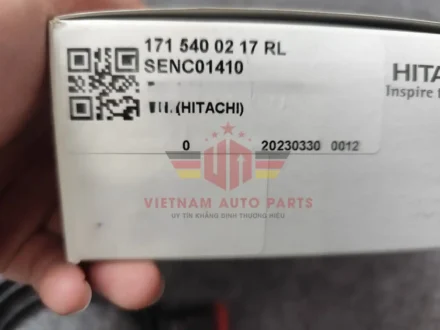 171 540 02 17 RL
SENC01410
(HITACHI)
0 20230330 0012
HITA
Inspire t
VIETNAM AUTO PARTS
UY TÍN KHẲNG ĐỊNH THƯƠNG HIỆU